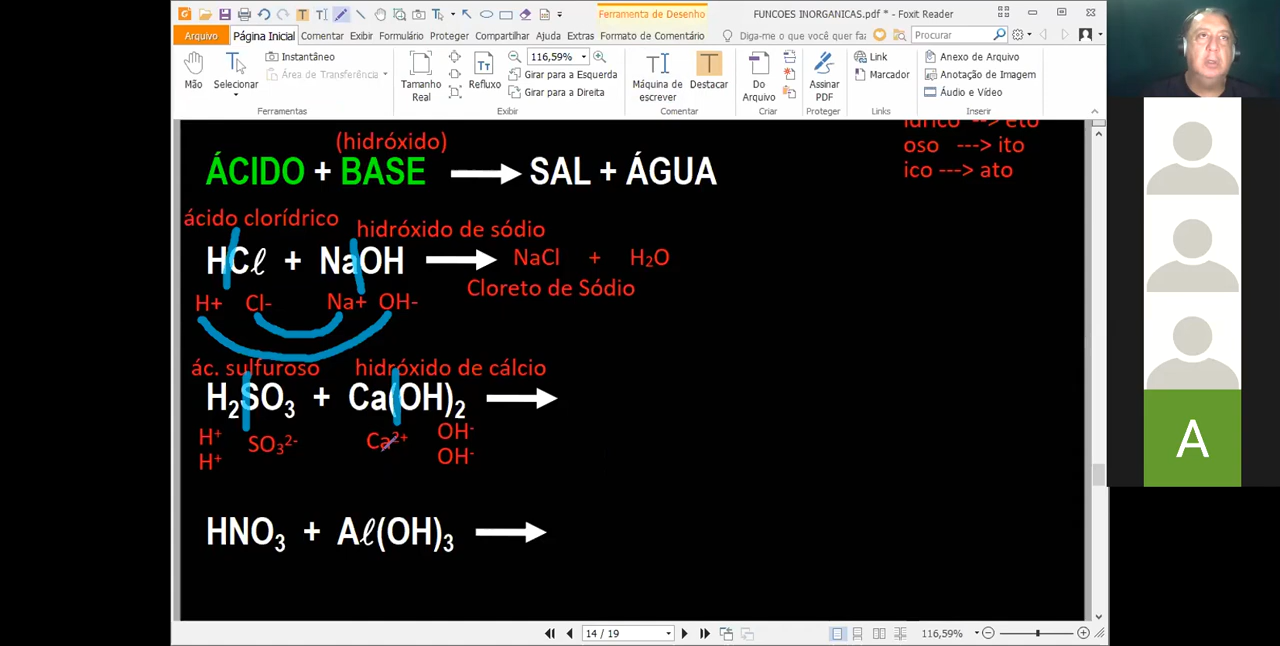 Ferramenta de Desenho
FUNCOES INORGANICAS.pdf * - Foxit Reader
Arquivo Página Inicial Comentar Exibir Formulário Proteger Compartilhar Ajuda Extras Formato de Comentário Diga-me o que você quer faz Procurar
Mão
Selecionar
Instantâneo
Área de Transferência
Ferramentas
Tamanho Real
Refluxo
116,59%
Girar para a Esquerda
Girar para a Direita
Exibir
Máquina de escrever
Destacar
Comentar
Do Arquivo
Criar
Assinar PDF
Proteger
Link
Marcador
Links
Anexo de Arquivo
Anotação de Imagem
Áudio e Vídeo
Inserir
ídrico --> eto
oso ---> ito
ico ---> ato
(hidróxido)
ÁCIDO + BASE → SAL + ÁGUA
ácido clorídrico hidróxido de sódio
HCℓ + NaOH → NaCl + H₂O
Cloreto de Sódio
H+ Cl- Na+ OH-
ác. sulfuroso hidróxido de cálcio
H₂SO₃ + Ca(OH)₂ →
H⁺ SO₃²⁻ Ca²⁺ OH⁻
H⁺ OH⁻
HNO₃ + Aℓ(OH)₃ →
A
14 / 19
116,59%